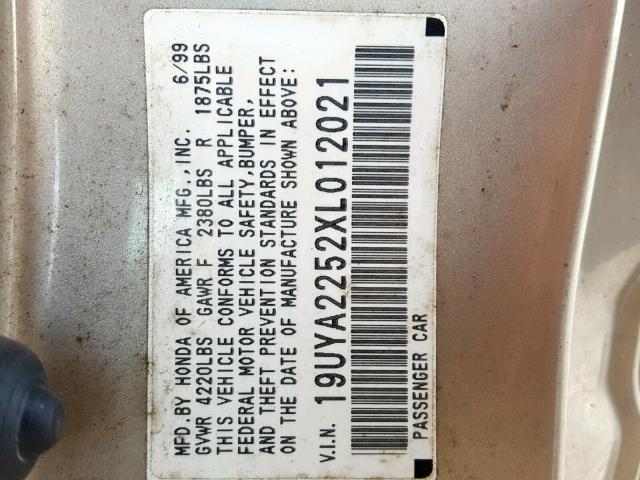 MFD.BY HONDA OF AMERICA MFG.,INC. 6/99
GVWR 4220LBS GAWR F 2380LBS R 1875LBS
THIS VEHICLE CONFORMS TO ALL APPLICABLE
FEDERAL MOTOR VEHICLE SAFETY,BUMPER,
AND THEFT PREVENTION STANDARDS IN EFFECT
ON THE DATE OF MANUFACTURE SHOWN ABOVE:
V.I.N. 19UYA2252XL012021
PASSENGER CAR